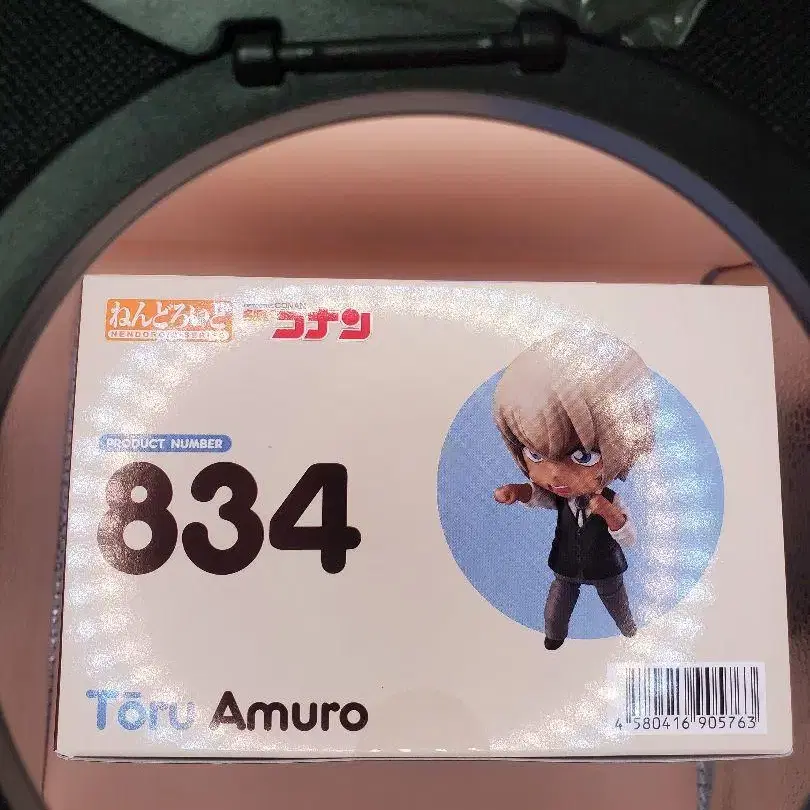 ねんどろいど
NENDOROID SERIES
CONAN
コナン
PRODUCT NUMBER
834
Tōru Amuro
4 580416 905763